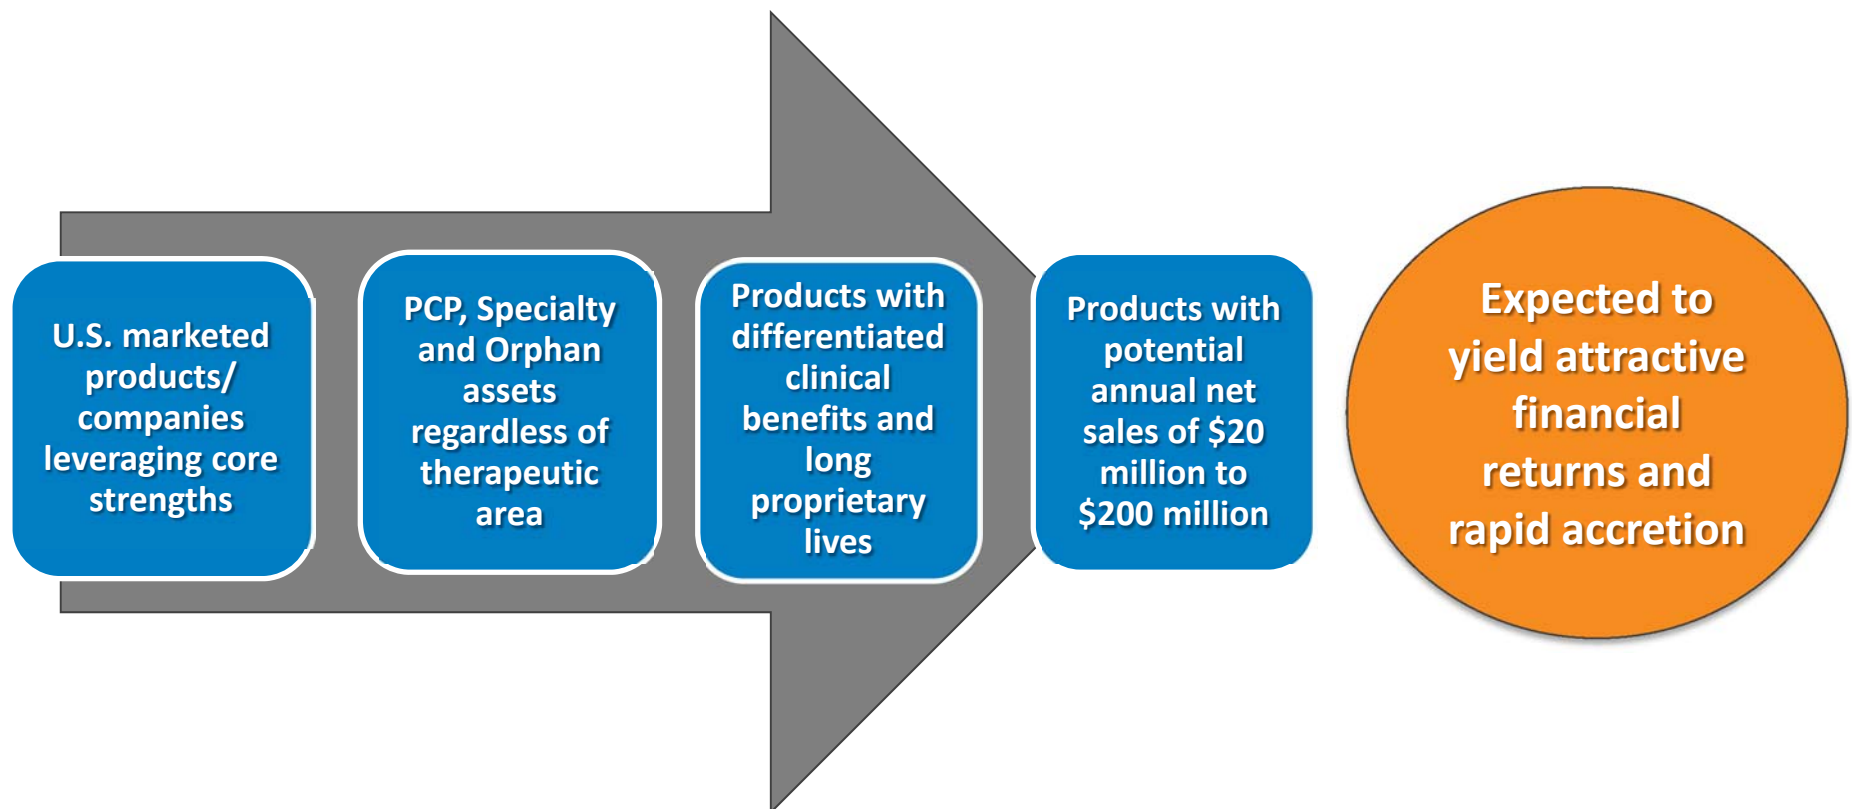 U.S. marketed
products/
companies
leveraging core
strengths
PCP, Specialty
and Orphan
assets
regardless of
therapeutic
area
Products with
differentiated
clinical
benefits and
long
proprietary
lives
Products with
potential
annual net
sales of $20
million to
$200 million
Expected to
yield attractive
financial
returns and
rapid accretion